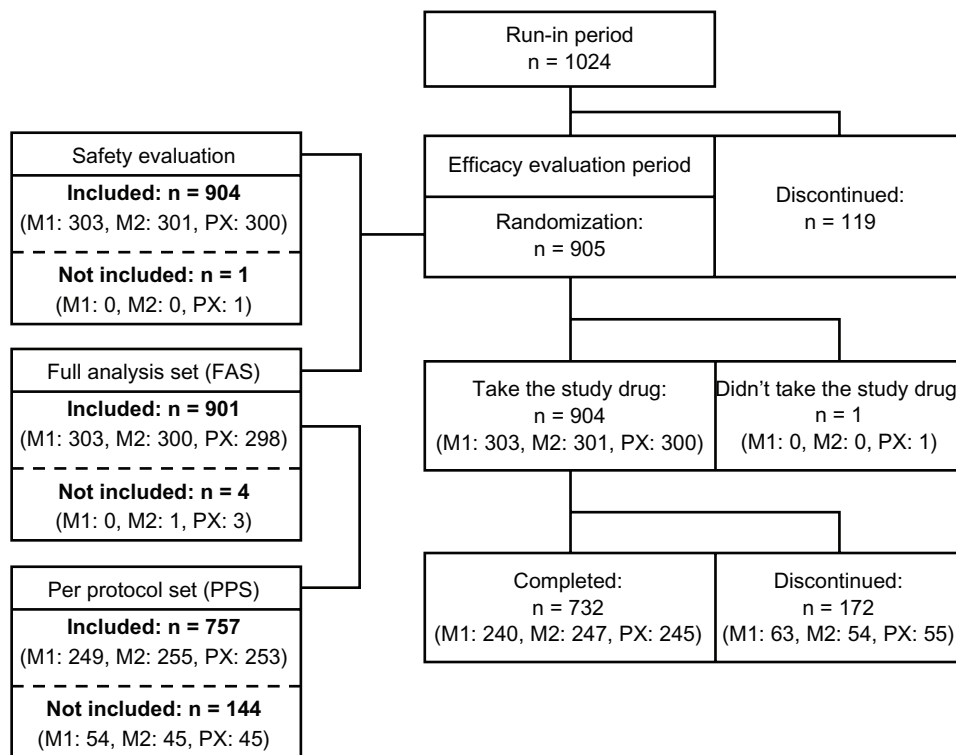 Run-in period
n = 1024
Safety evaluation
Included: n = 904
(M1: 303, M2: 301, PX: 300)
Not included: n = 1
(M1: 0, M2: 0, PX: 1)
Efficacy evaluation period
Randomization:
n = 905
Discontinued:
n = 119
Full analysis set (FAS)
Included: n = 901
(M1: 303, M2: 300, PX: 298)
Not included: n = 4
(M1: 0, M2: 1, PX: 3)
Take the study drug:
n = 904
(M1: 303, M2: 301, PX: 300)
Didn't take the study drug
n = 1
(M1: 0, M2: 0, PX: 1)
Per protocol set (PPS)
Included: n = 757
(M1: 249, M2: 255, PX: 253)
Not included: n = 144
(M1: 54, M2: 45, PX: 45)
Completed:
n = 732
(M1: 240, M2: 247, PX: 245)
Discontinued:
n = 172
(M1: 63, M2: 54, PX: 55)